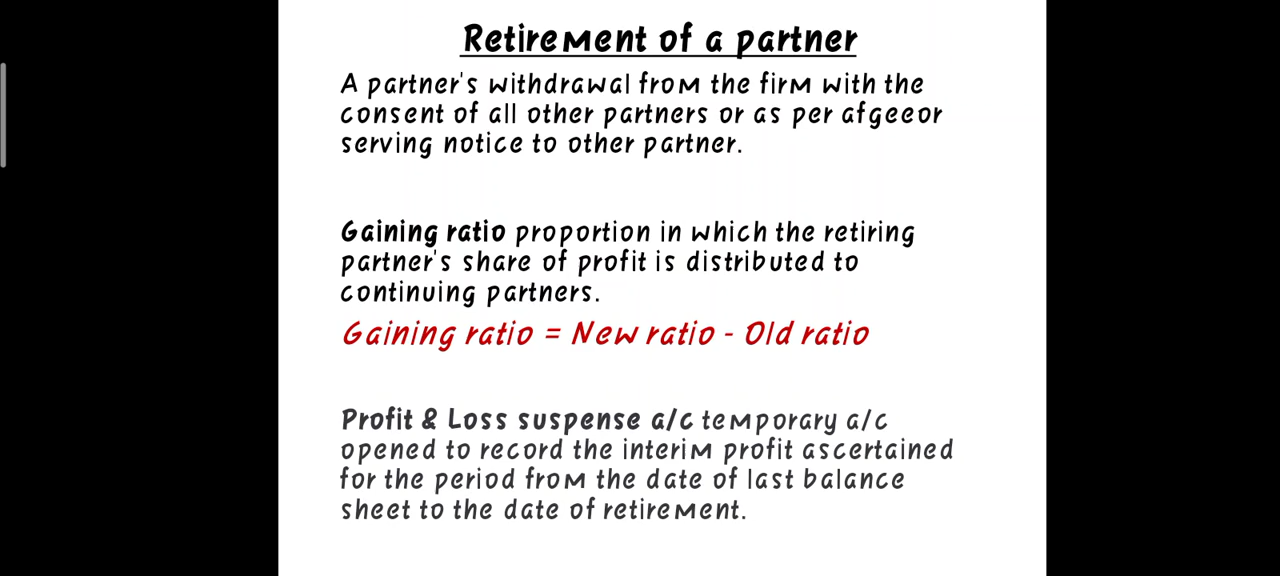 Retirement of a partner
A partner's withdrawal from the firm with the
consent of all other partners or as per afgeeor
serving notice to other partner.
Gaining ratio proportion in which the retiring
partner's share of profit is distributed to
continuing partners.
Gaining ratio = New ratio - Old ratio
Profit & Loss suspense a/c temporary a/c
opened to record the interim profit ascertained
for the period from the date of last balance
sheet to the date of retirement.